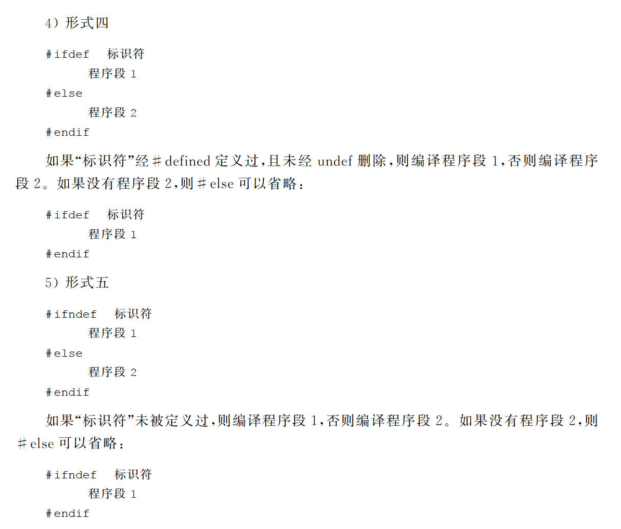 4) 形式四
#ifdef 标识符
程序段 1
#else
程序段 2
#endif
如果“标识符”经#defined 定义过,且未经 undef 删除,则编译程序段 1,否则编译程序
段 2。如果没有程序段 2,则#else 可以省略:
#ifdef 标识符
程序段 1
#endif
5) 形式五
#ifndef 标识符
程序段 1
#else
程序段 2
#endif
如果“标识符”未被定义过,则编译程序段 1,否则编译程序段 2。如果没有程序段 2,则
#else 可以省略:
#ifndef 标识符
程序段 1
#endif